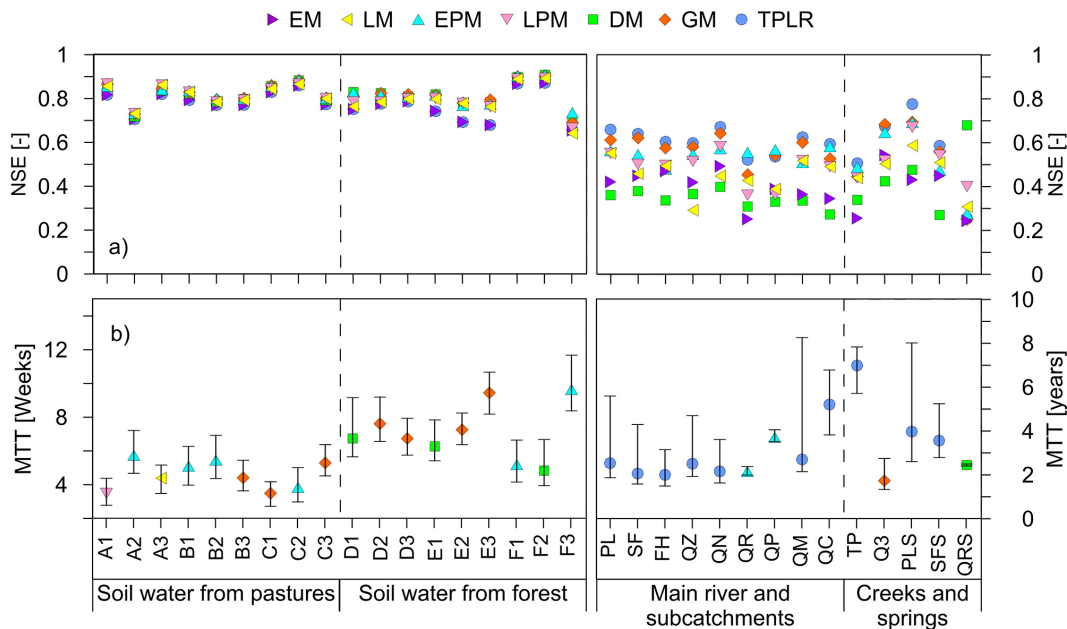 EM LM EPM LPM DM GM TPLR
NSE [-]
1
0.8
0.6
0.4
0.2
0
a)
1
0.8
0.6
0.4
0.2
0
NSE [-]
MTT [Weeks]
12
8
4
b)
10
8
6
4
2
0
MTT [years]
A1 A2 A3 B1 B2 B3 C1 C2 C3 D1 D2 D3 E1 E2 E3 F1 F2 F3
PL SF FH QZ QN QR QP QM QC TP Q3 PLS SFS QRS
Soil water from pastures
Soil water from forest
Main river and
subcatchments
Creeks and
springs